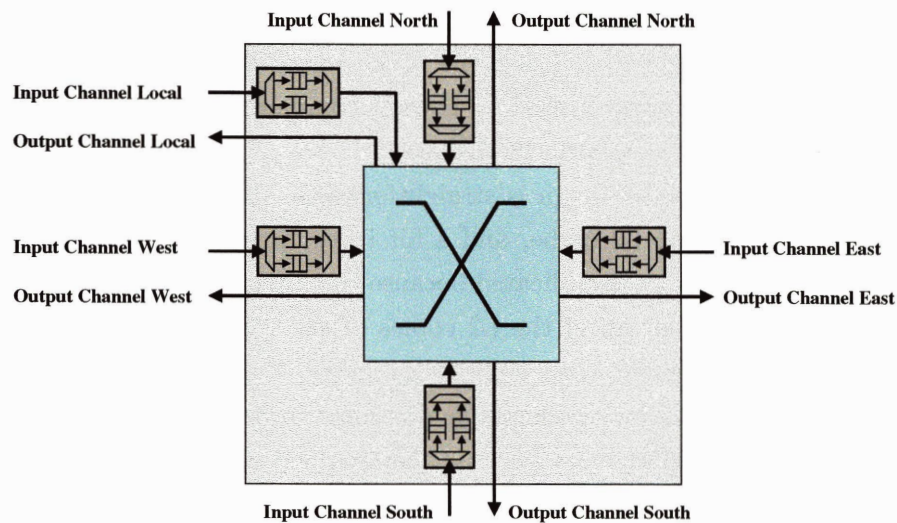 Input Channel North
Output Channel North
Input Channel Local
Output Channel Local
Input Channel West
Input Channel East
Output Channel West
Output Channel East
Input Channel South
Output Channel South